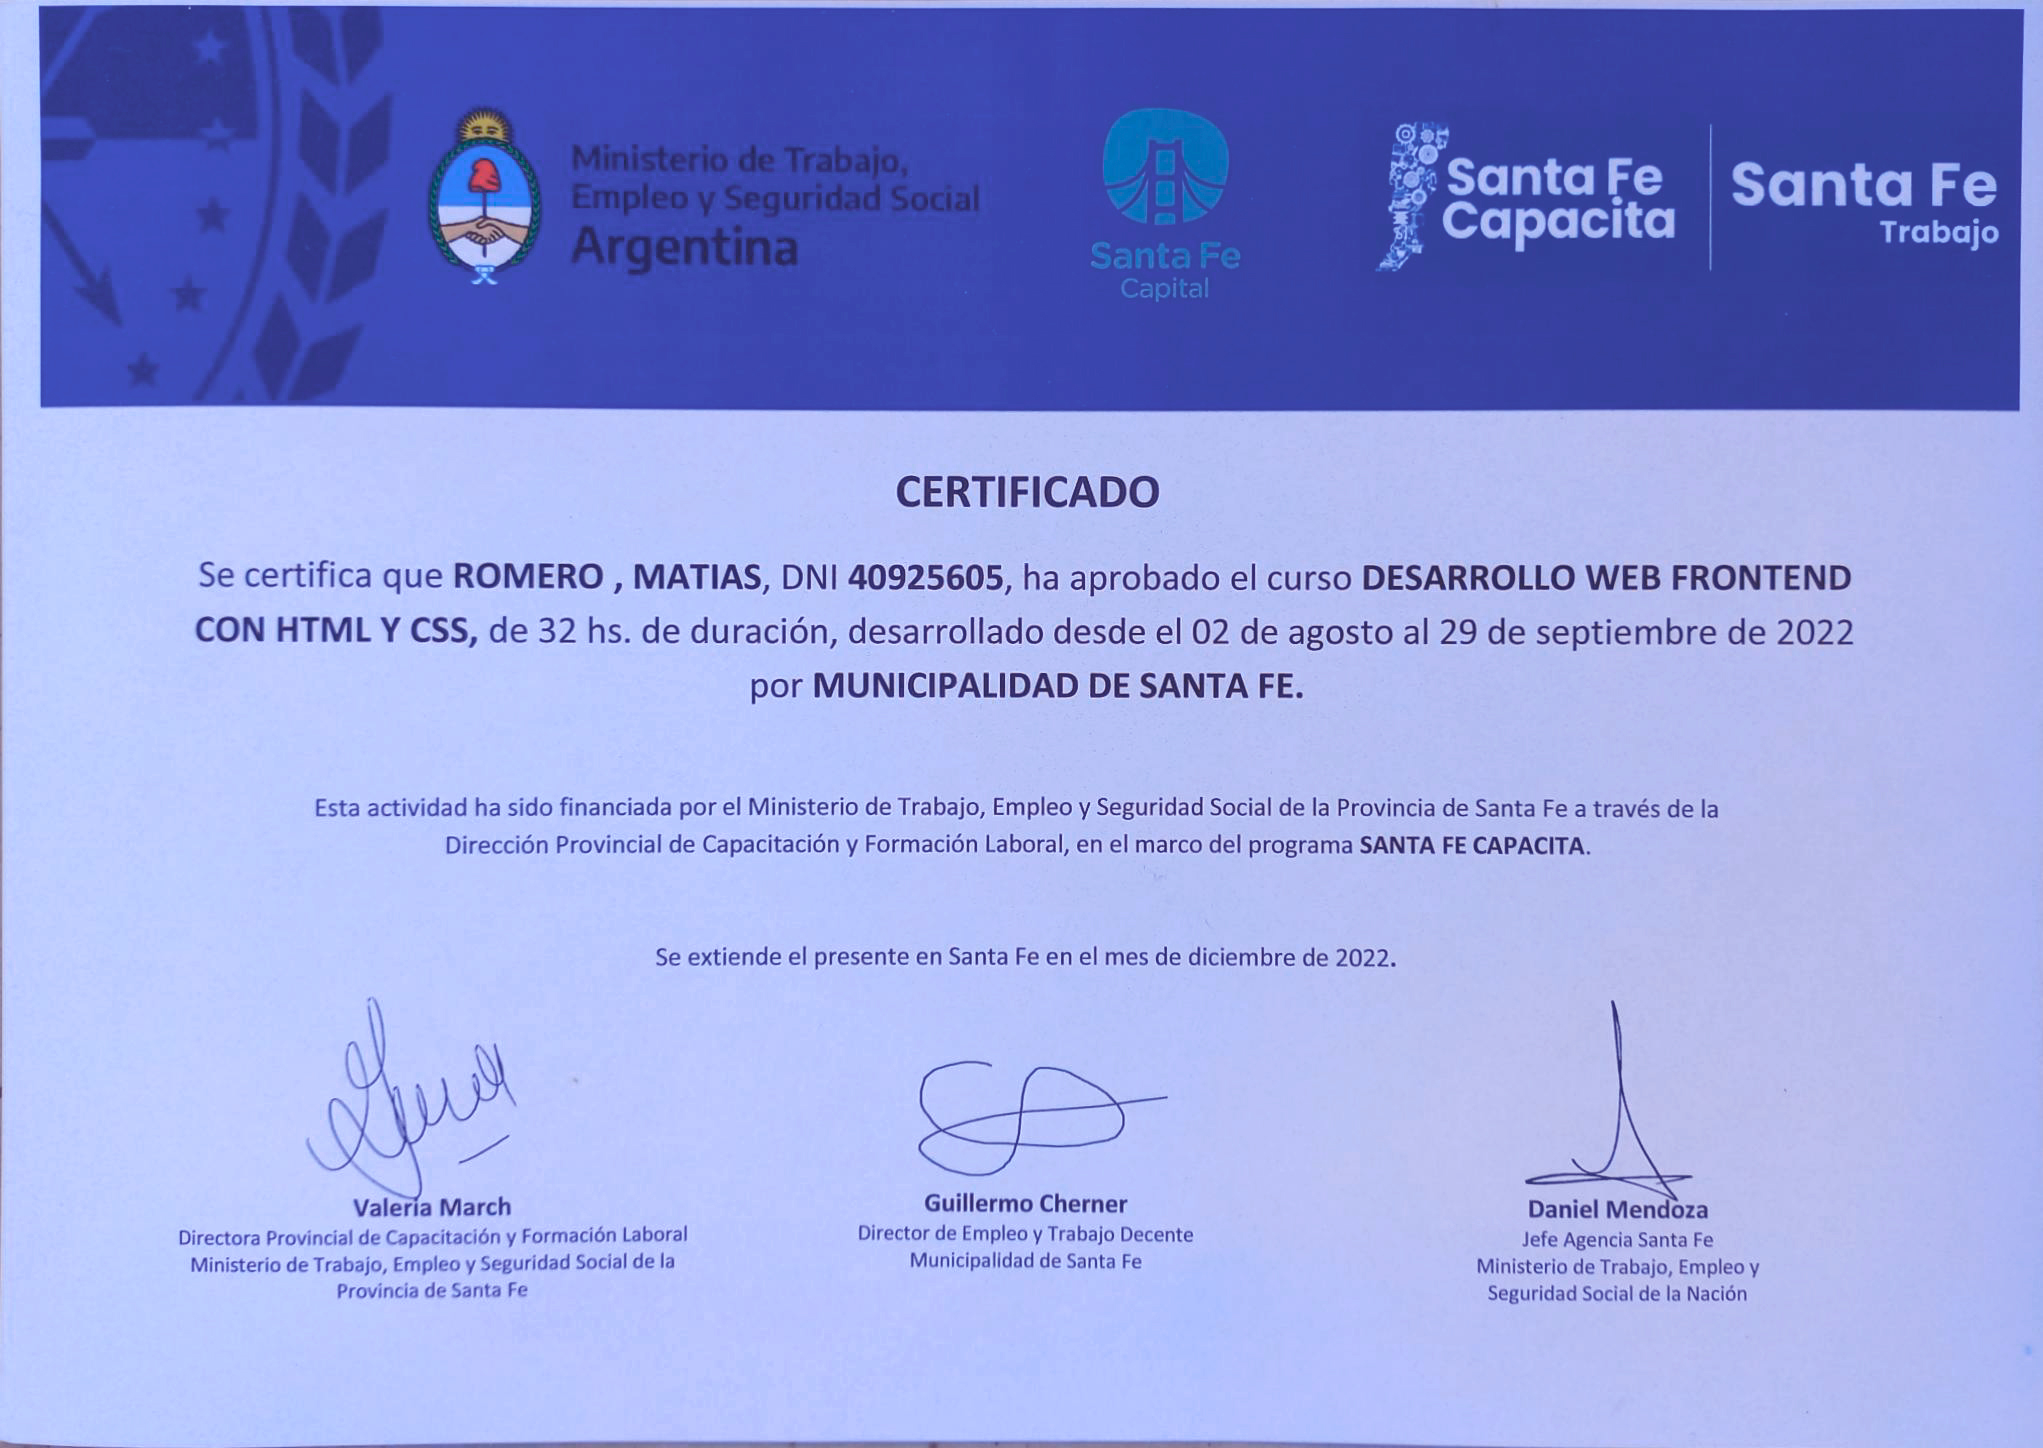 Ministerio de Trabajo,
Empleo y Seguridad Social
Argentina
Santa Fe
Capital
Santa Fe
Capacita
Santa Fe
Trabajo
CERTIFICADO
Se certifica que ROMERO , MATIAS, DNI 40925605, ha aprobado el curso DESARROLLO WEB FRONTEND
CON HTML Y CSS, de 32 hs. de duración, desarrollado desde el 02 de agosto al 29 de septiembre de 2022
por MUNICIPALIDAD DE SANTA FE.
Esta actividad ha sido financiada por el Ministerio de Trabajo, Empleo y Seguridad Social de la Provincia de Santa Fe a través de la
Dirección Provincial de Capacitación y Formación Laboral, en el marco del programa SANTA FE CAPACITA.
Se extiende el presente en Santa Fe en el mes de diciembre de 2022.
Valeria March
Directora Provincial de Capacitación y Formación Laboral
Ministerio de Trabajo, Empleo y Seguridad Social de la
Provincia de Santa Fe
Guillermo Cherner
Director de Empleo y Trabajo Decente
Municipalidad de Santa Fe
Daniel Mendoza
Jefe Agencia Santa Fe
Ministerio de Trabajo, Empleo y
Seguridad Social de la Nación